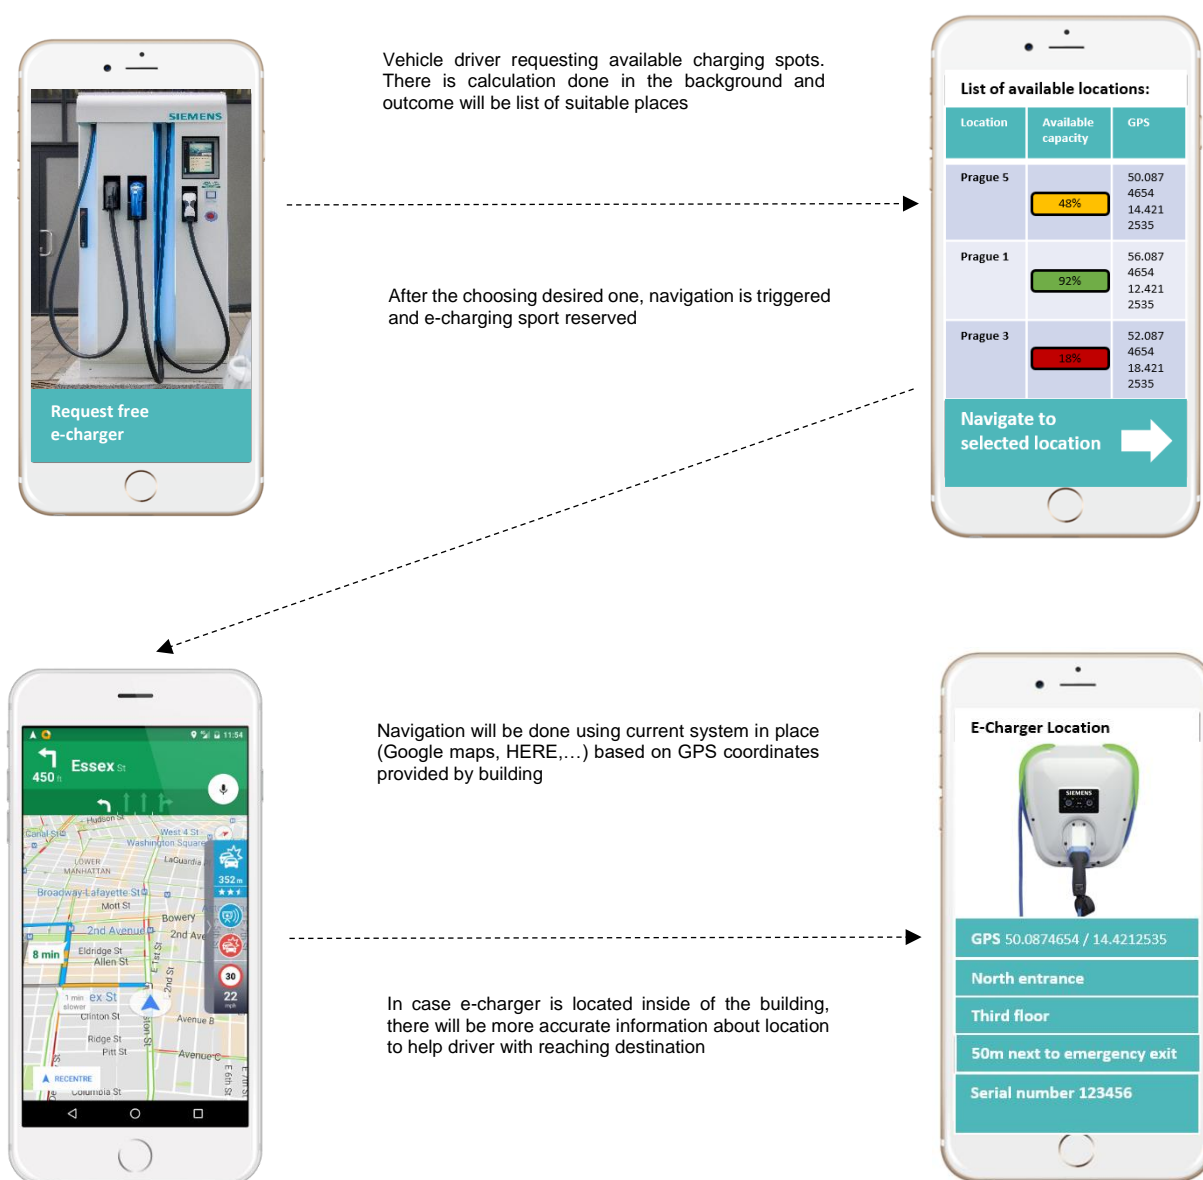 SIEMENS
Request free
e-charger
Vehicle driver requesting available charging spots.
There is calculation done in the background and
outcome will be list of suitable places
After the choosing desired one, navigation is triggered
and e-charging sport reserved
List of available locations:
Location Available GPS
capacity
Prague 5 48% 50.087
4654
14.421
2535
Prague 1 92% 56.087
4654
12.421
2535
Prague 3 18% 52.087
4654
18.421
2535
Navigate to
selected location
11:54
Essex St
450 ft
Hudson St
Canal St
West 4 St
Washington Square
LOWER
MANHATTAN
LaGuardia
352 m
Broadway-Lafayette St
Mott St
Bowery
2nd Avenue
2nd Ave
8 min
Eldridge St
Allen St
E 1st St
2nd St
30
22
mph
1 min
slower
ex St
Clinton St
Avenue B
Ridge St
Pitt St
Avenue C
RECENTRE
Columbia St
E 6th St
E 7th St
Navigation will be done using current system in place
(Google maps, HERE,…) based on GPS coordinates
provided by building
In case e-charger is located inside of the building,
there will be more accurate information about location
to help driver with reaching destination
E-Charger Location
SIEMENS
GPS 50.0874654 / 14.4212535
North entrance
Third floor
50m next to emergency exit
Serial number 123456